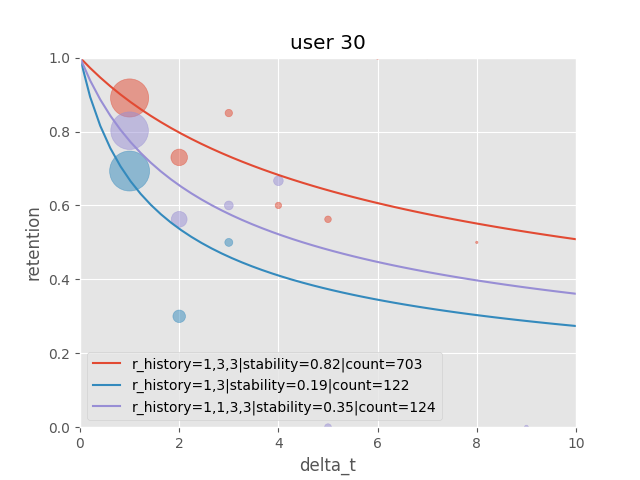 user 30
retention
1.0
0.8
0.6
0.4
0.2
0.0
r_history=1,3,3|stability=0.82|count=703
r_history=1,3|stability=0.19|count=122
r_history=1,1,3,3|stability=0.35|count=124
0 2 4 6 8 10
delta_t